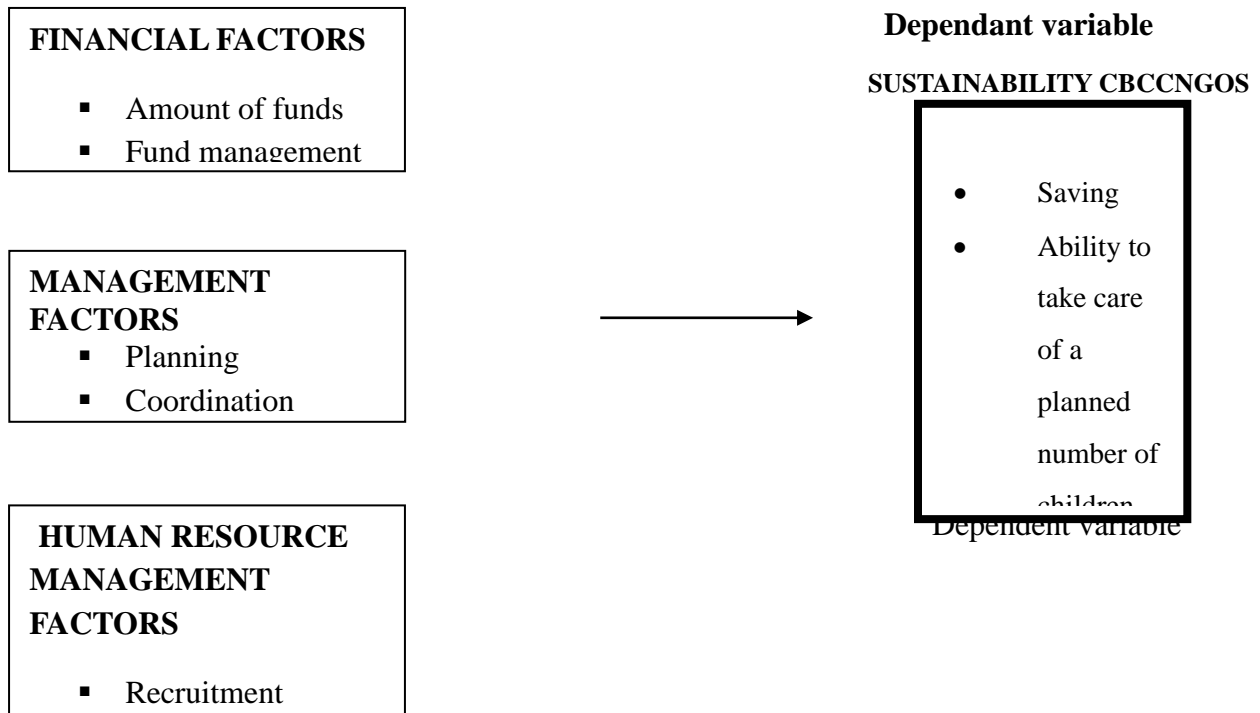 FINANCIAL FACTORS
▪ Amount of funds
▪ Fund management
MANAGEMENT
FACTORS
▪ Planning
▪ Coordination
HUMAN RESOURCE
MANAGEMENT
FACTORS
▪ Recruitment
Dependant variable
SUSTAINABILITY CBCCNGOS
• Saving
• Ability to
take care
of a
planned
number of
children
Dependent variable